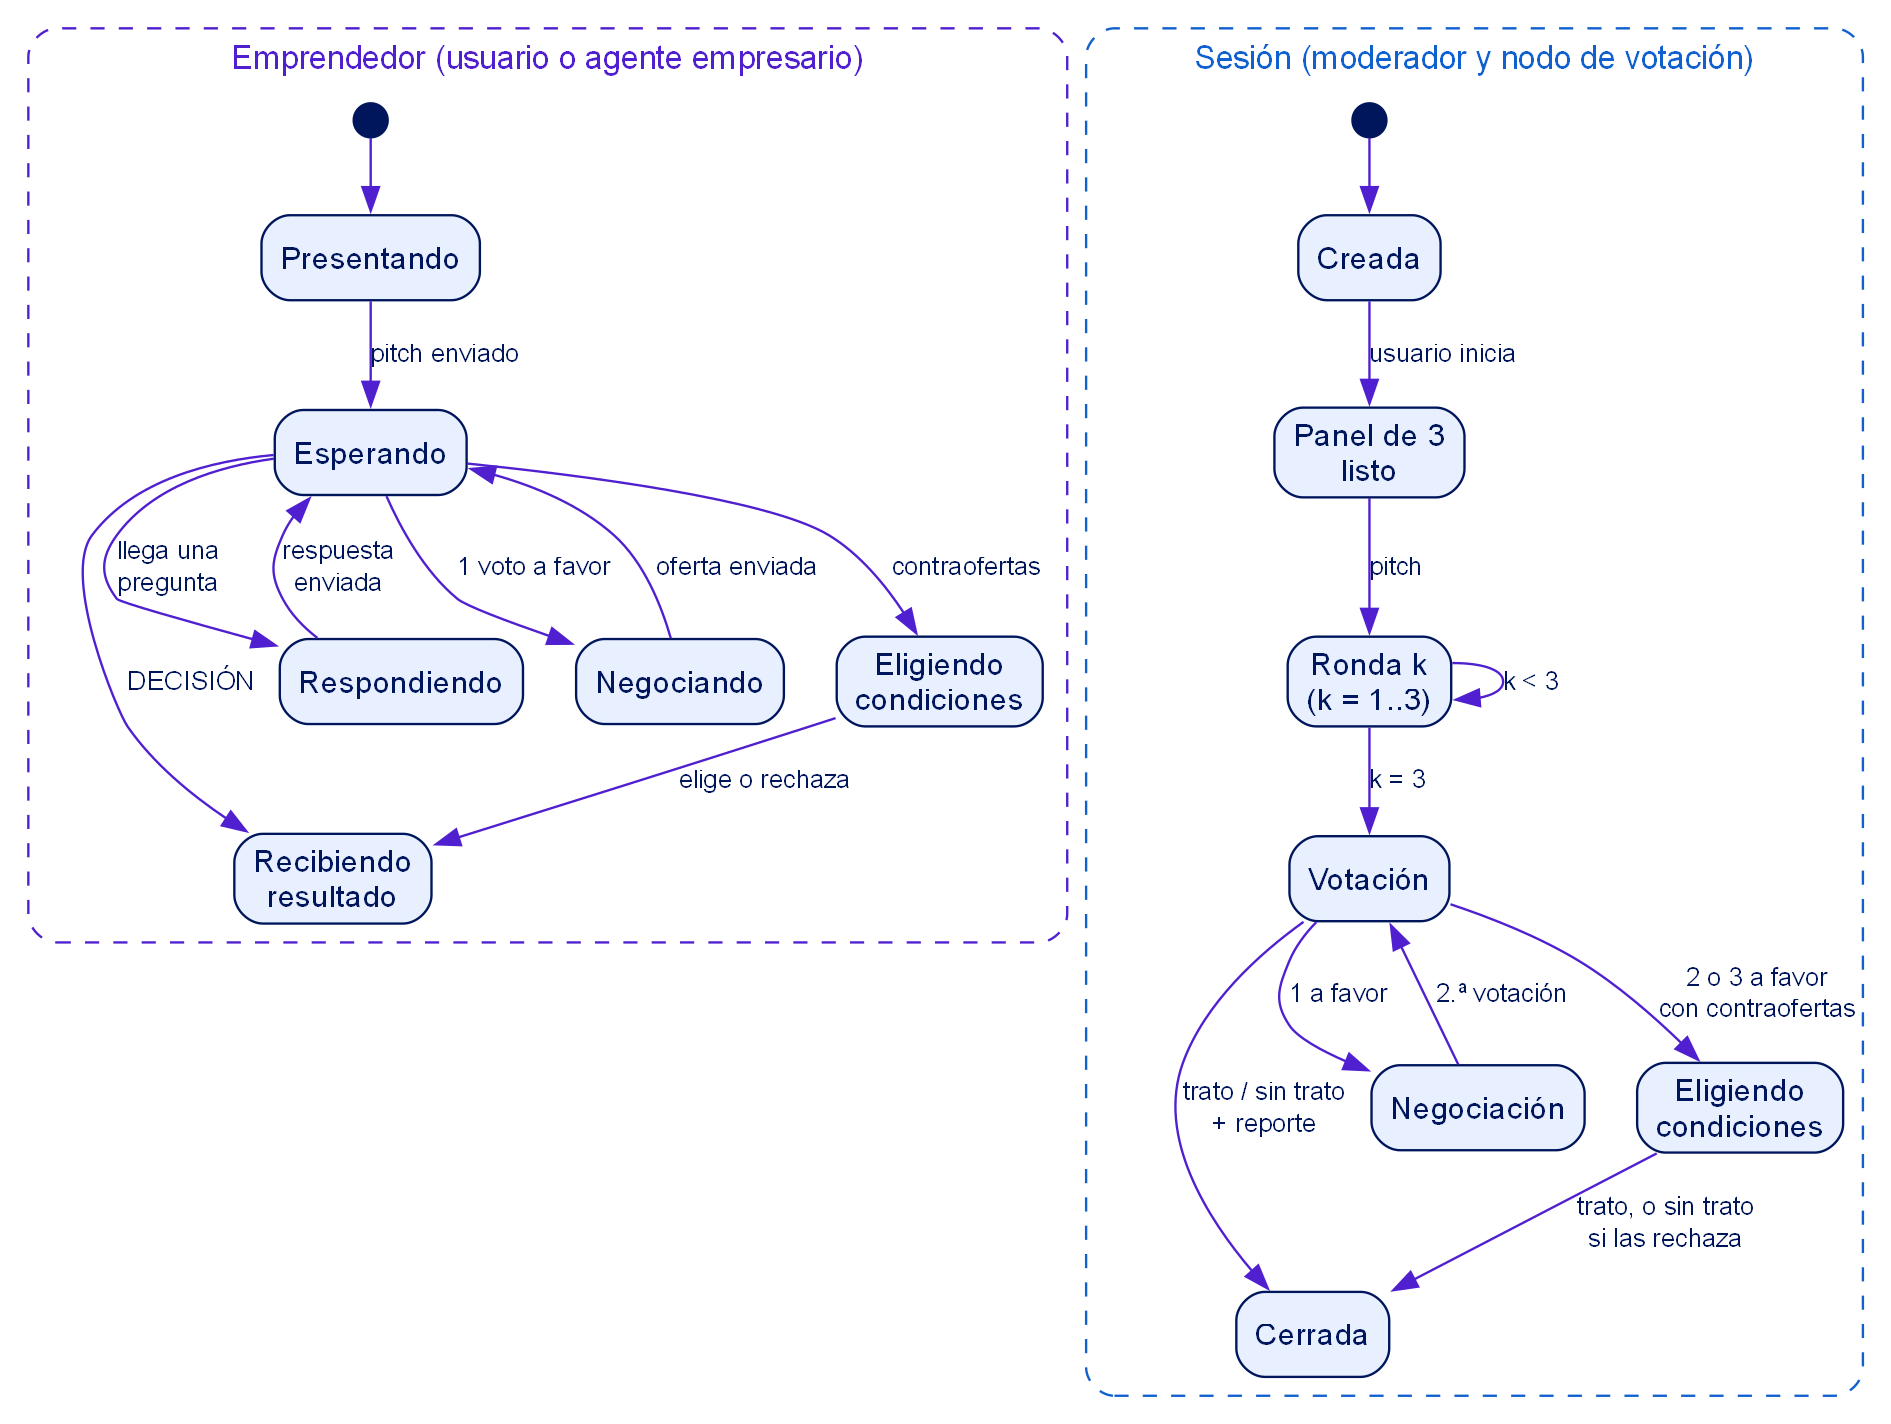 Emprendedor (usuario o agente empresario)
Presentando
pitch enviado
Esperando
llega una
pregunta
respuesta
enviada
1 voto a favor
oferta enviada
contraofertas
DECISIÓN
Respondiendo
Negociando
Eligiendo
condiciones
elige o rechaza
Recibiendo
resultado
Sesión (moderador y nodo de votación)
Creada
usuario inicia
Panel de 3
listo
pitch
Ronda k
(k = 1..3)
k < 3
k = 3
Votación
1 a favor
2.ª votación
2 o 3 a favor
con contraofertas
trato / sin trato
+ reporte
Negociación
Eligiendo
condiciones
trato, o sin trato
si las rechaza
Cerrada